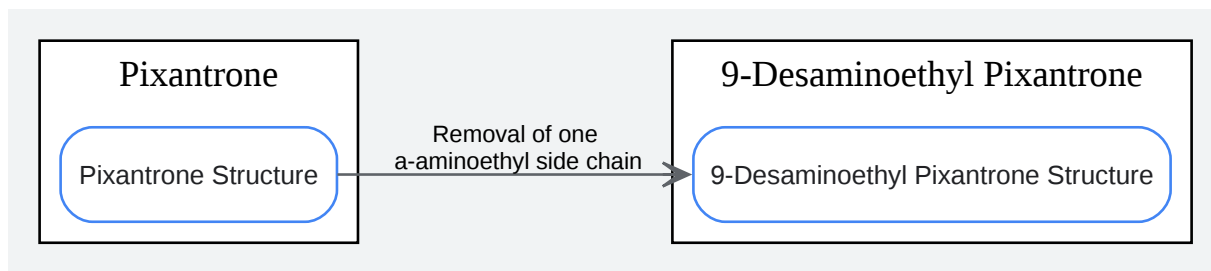 Pixantrone
9-Desaminoethyl Pixantrone
Removal of one
a-aminoethyl side chain
Pixantrone Structure
9-Desaminoethyl Pixantrone Structure